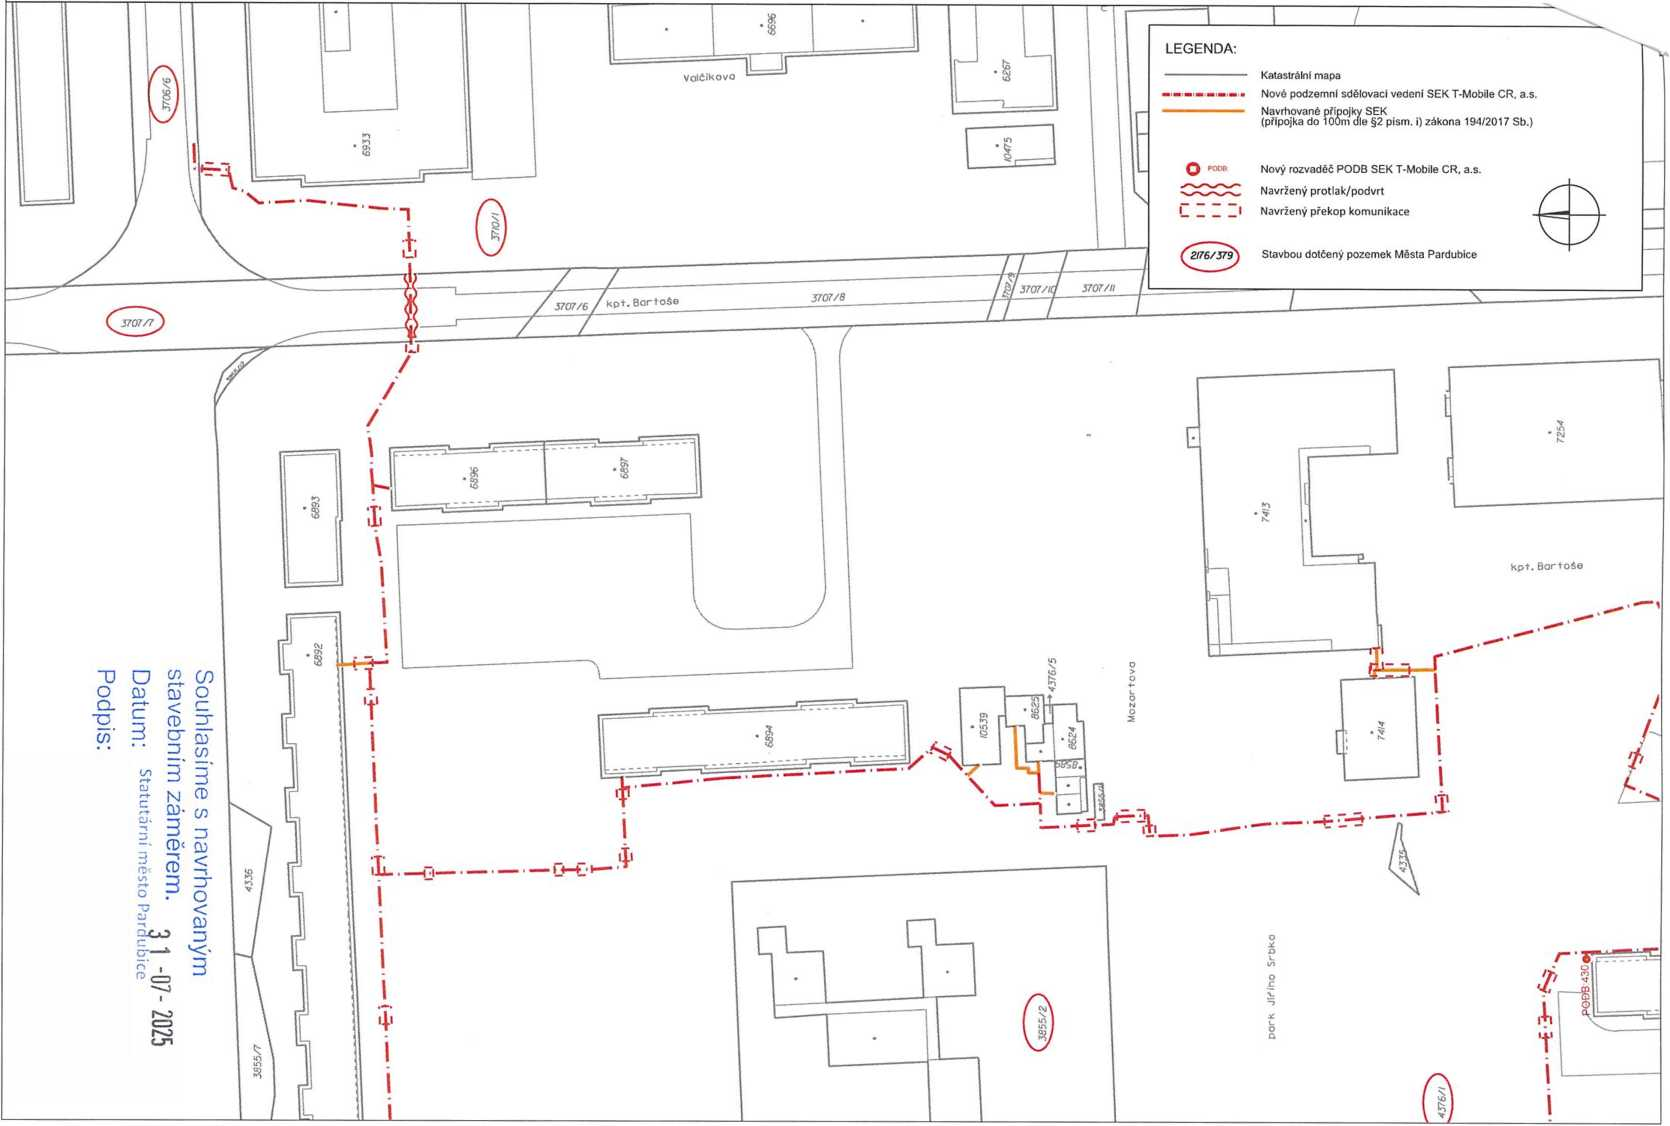 LEGENDA:
Katastrální mapa
Nové podzemní sdělovací vedení SEK T-Mobile CR, a.s.
Navrhované přípojky SEK
(přípojka do 100m dle §2 písm. i) zákona 194/2017 Sb.)
PODB
Nový rozvaděč PODB SEK T-Mobile CR, a.s.
Navržený protlak/podvrt
Navržený překop komunikace
2176/379
Stavbou dotčený pozemek Města Pardubice
3706/6
6933
Valčíkova
6696
6267
10475
3710/1
3707/7
3707/6
kpt. Bartoše
3707/8
3707/9
3707/10
3707/11
6893
6896
6897
7413
7254
kpt. Bartoše
6892
6894
10539
8625
4376/5
8624
Mozartova
7414
4335
4336
3855/7
3855/2
park Jiřího Srbko
PODB 430
4376/1
Souhlasíme s navrhovaným
stavebním záměrem.
Datum: 31-07-2025
Statutární město Pardubice
Podpis: